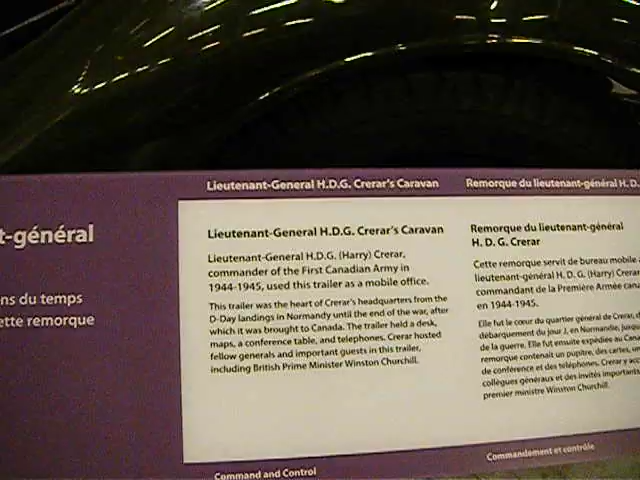 t-général
ns du temps
ette remorque
Lieutenant-General H.D.G. Crerar's Caravan
Lieutenant-General H.D.G. Crerar's Caravan
Lieutenant-General H.D.G. (Harry) Crerar,
commander of the First Canadian Army in
1944-1945, used this trailer as a mobile office.
This trailer was the heart of Crerar's headquarters from the
D-Day landings in Normandy until the end of the war, after
which it was brought to Canada. The trailer held a desk,
maps, a conference table, and telephones. Crerar hosted
fellow generals and important guests in this trailer,
including British Prime Minister Winston Churchill.
Command and Control
Remorque du lieutenant-général H. D.
Remorque du lieutenant-général
H. D. G. Crerar
Cette remorque servit de bureau mobile
lieutenant-général H. D. G. (Harry) Crerar
commandant de la Première Armée cana
en 1944-1945.
Elle fut le cœur du quartier général de Crerar, d
débarquement du jour J, en Normandie, jusqu
de la guerre. Elle fut ensuite expédiée au Cana
remorque contenait un pupitre, des cartes, un
de conférence et des téléphones. Crerar y acc
collègues généraux et des invités importants
premier ministre Winston Churchill.
Commandement et contrôle